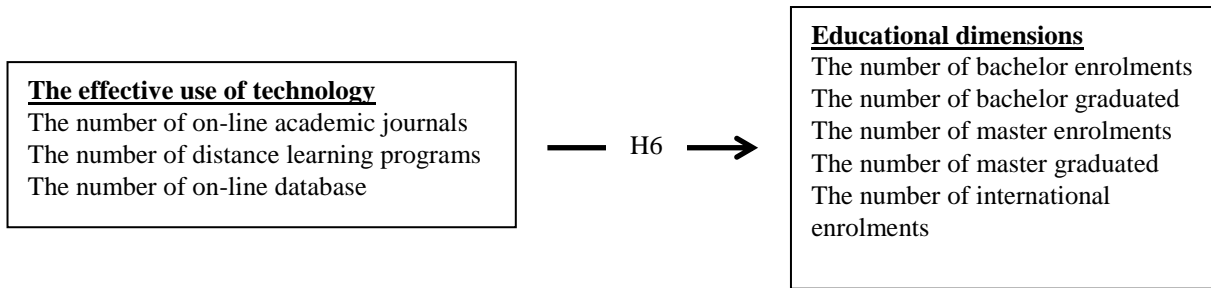 The effective use of technology
The number of on-line academic journals
The number of distance learning programs
The number of on-line database
H6
Educational dimensions
The number of bachelor enrolments
The number of bachelor graduated
The number of master enrolments
The number of master graduated
The number of international
enrolments